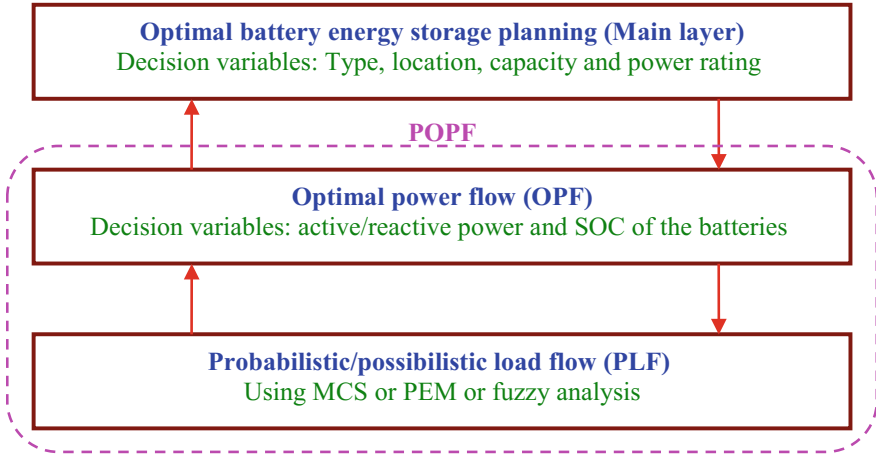 Optimal battery energy storage planning (Main layer)
Decision variables: Type, location, capacity and power rating
POPF
Optimal power flow (OPF)
Decision variables: active/reactive power and SOC of the batteries
Probabilistic/possibilistic load flow (PLF)
Using MCS or PEM or fuzzy analysis